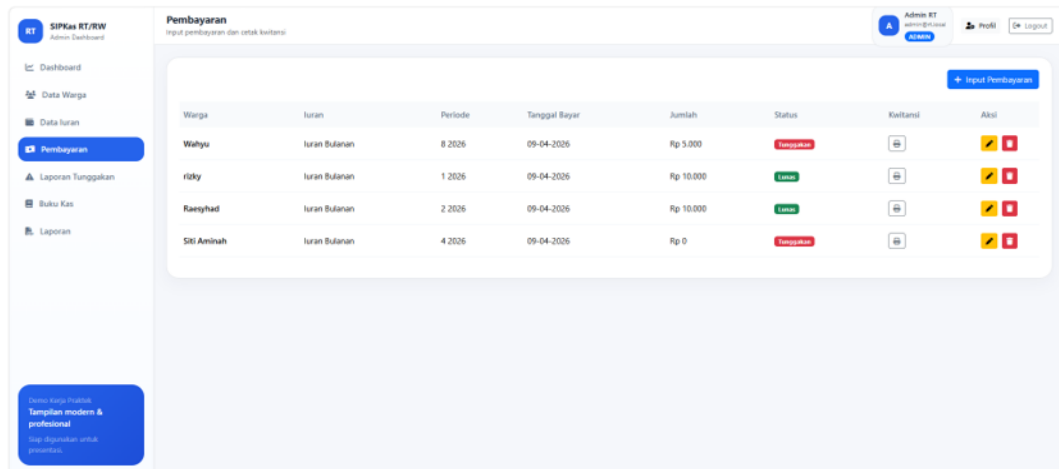 RT
SIPKas RT/RW
Admin Dashboard
Dashboard
Data Warga
Data Iuran
Pembayaran
Laporan Tunggakan
Buku Kas
Laporan
Demo Kerja Praktek
Tampilan modern &
profesional
Siap digunakan untuk
presentasi.
Pembayaran
Input pembayaran dan cetak kwitansi
A
Admin RT
admin@rt.local
ADMIN
Profil
Logout
+ Input Pembayaran
Warga Iuran Periode Tanggal Bayar Jumlah Status Kwitansi Aksi
Wahyu Iuran Bulanan 8 2026 09-04-2026 Rp 5.000 Tunggakan
rizky Iuran Bulanan 1 2026 09-04-2026 Rp 10.000 Lunas
Raesyhad Iuran Bulanan 2 2026 09-04-2026 Rp 10.000 Lunas
Siti Aminah Iuran Bulanan 4 2026 09-04-2026 Rp 0 Tunggakan